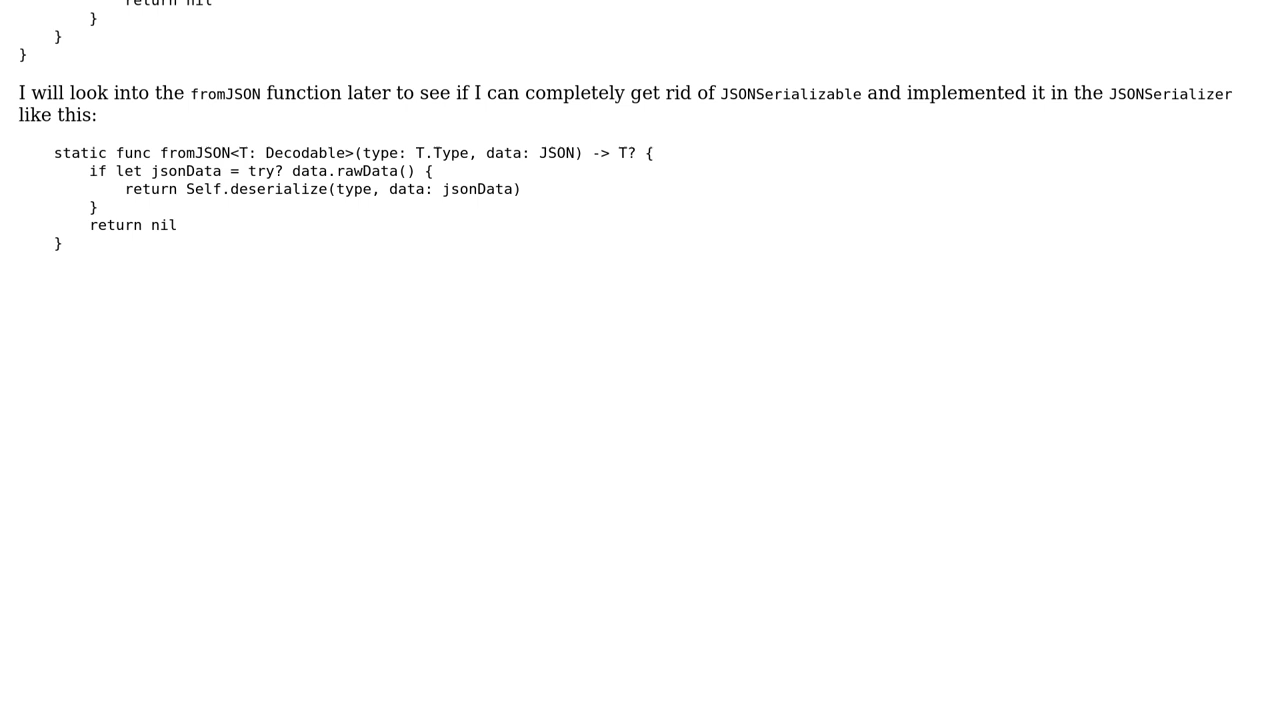 return nil
        }
    }
}
I will look into the fromJSON function later to see if I can completely get rid of JSONSerializable and implemented it in the JSONSerializer
like this:
    static func fromJSON<T: Decodable>(type: T.Type, data: JSON) -> T? {
        if let jsonData = try? data.rawData() {
            return Self.deserialize(type, data: jsonData)
        }
        return nil
    }